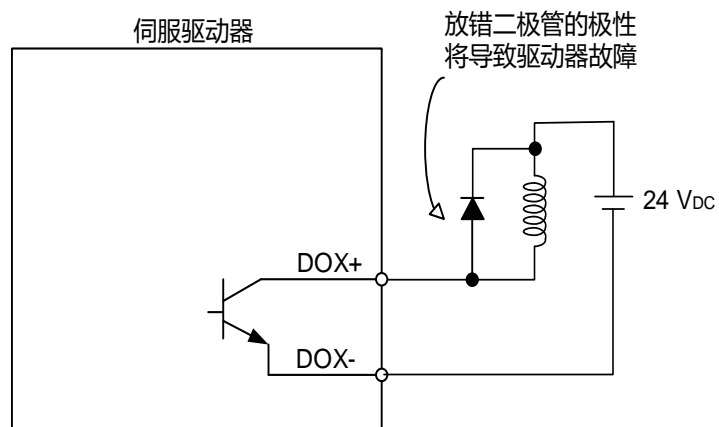 伺服驱动器
放错二极管的极性
将导致驱动器故障
24 VDC
DOX+
DOX-